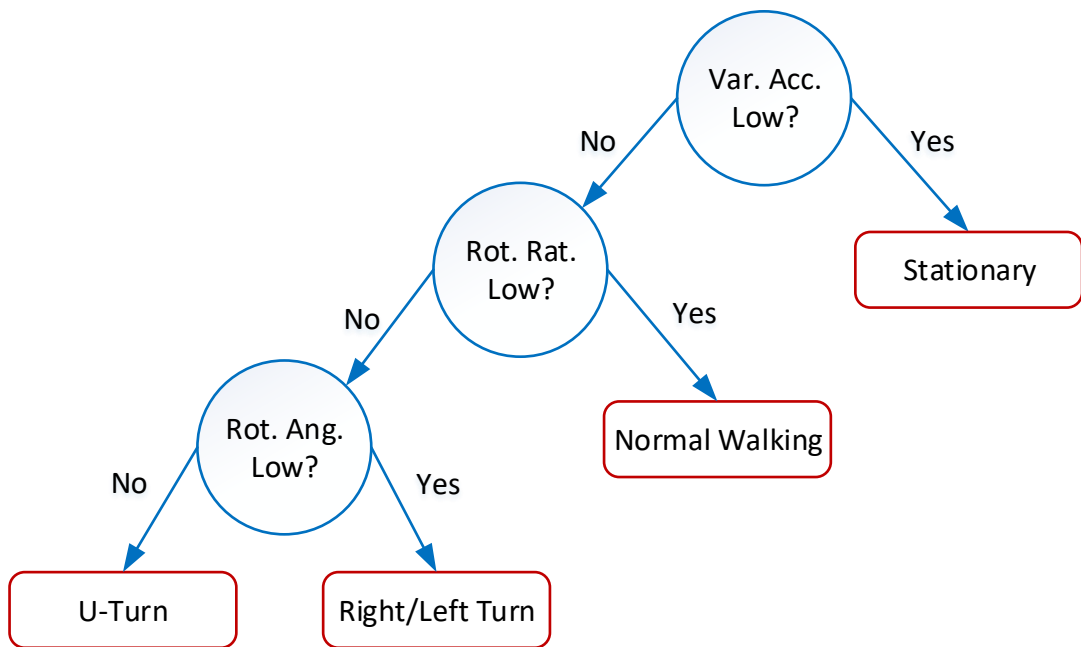 Var. Acc.
Low?
No
Yes
Rot. Rat.
Low?
Stationary
No
Yes
Rot. Ang.
Low?
Normal Walking
No
Yes
U-Turn
Right/Left Turn